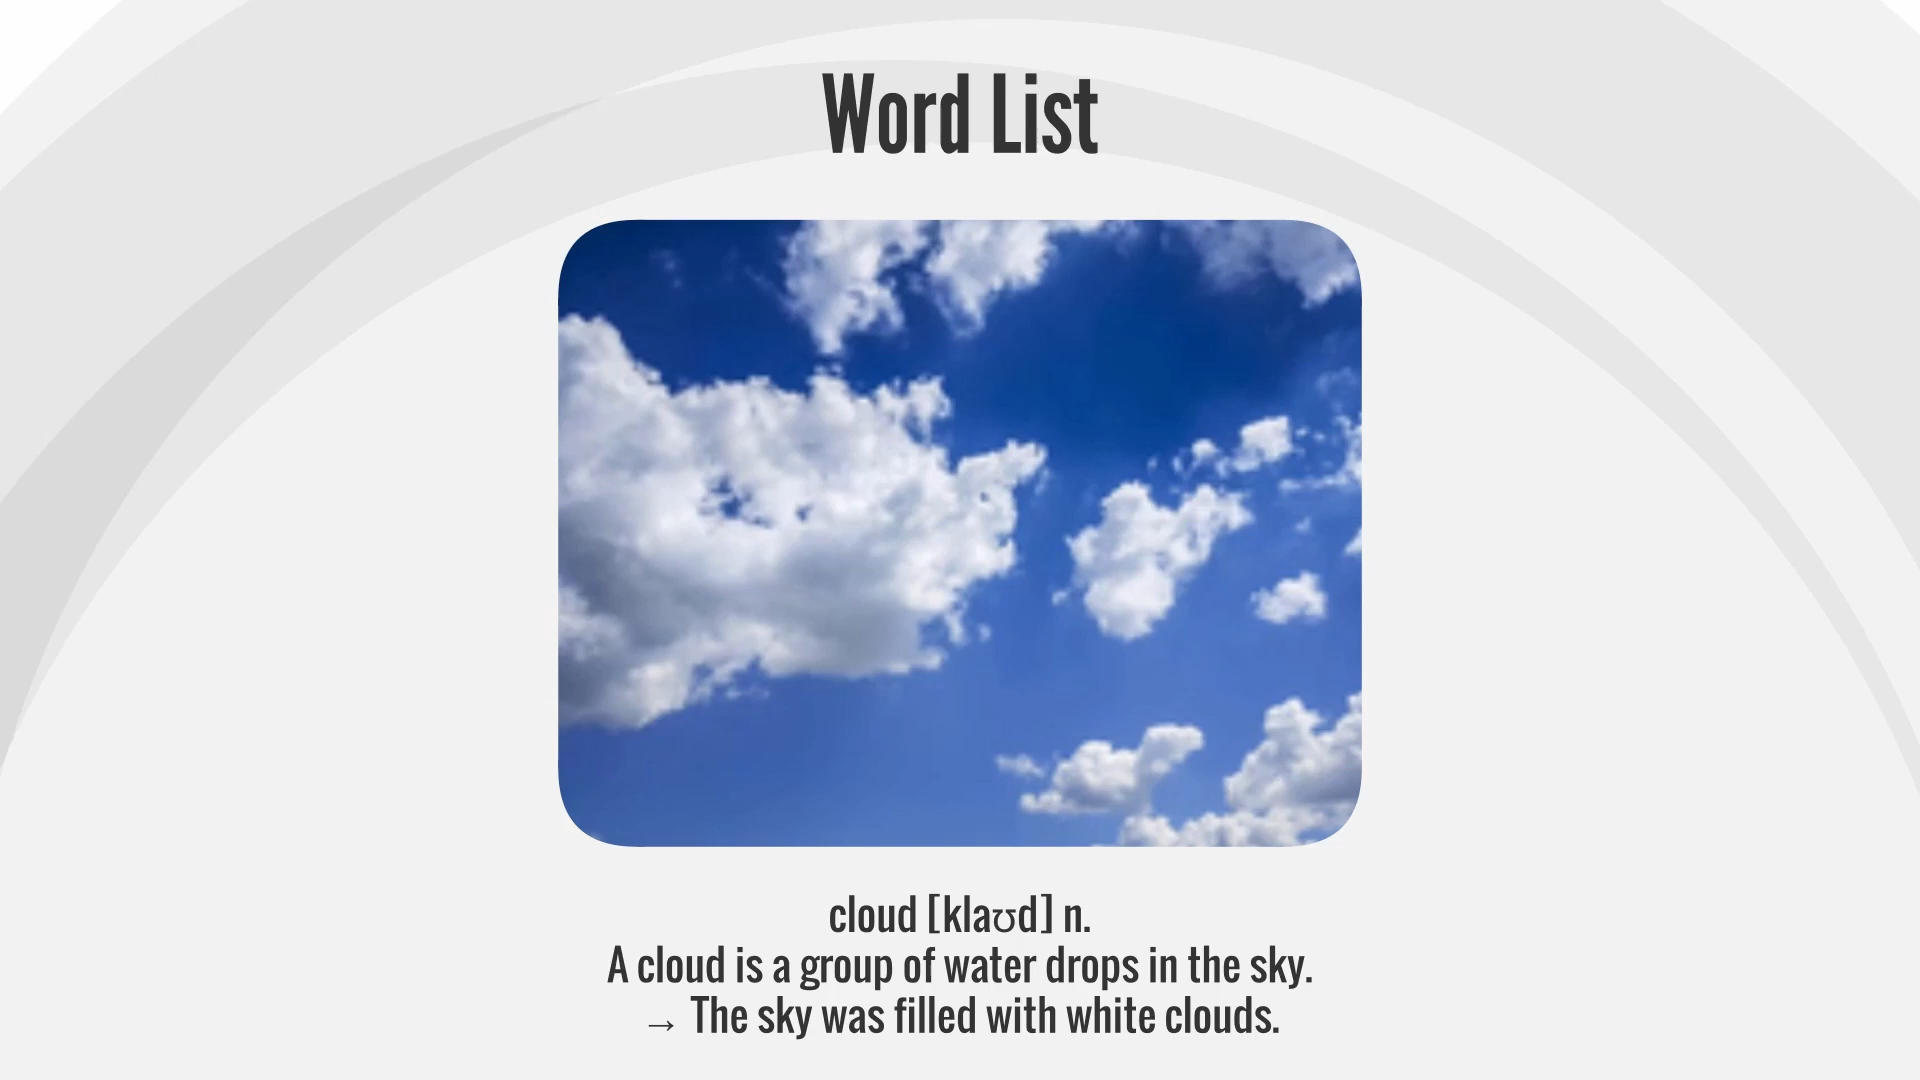 Word List
cloud [klaʊd] n.
A cloud is a group of water drops in the sky.
→ The sky was filled with white clouds.